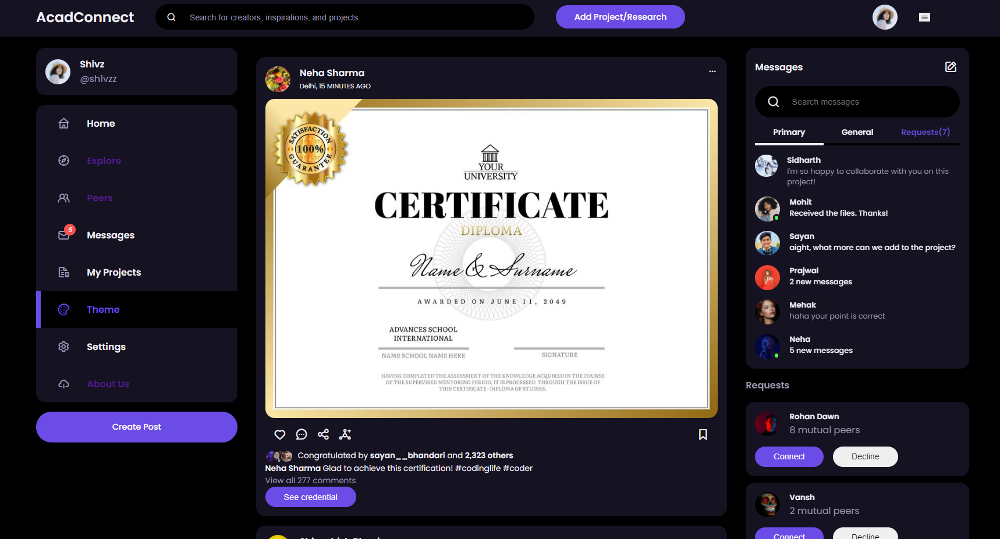 AcadConnect
Search for creators, inspirations, and projects
Add Project/Research
Shivz
@sh1vzz
Home
Explore
Peers
6
Messages
My Projects
Theme
Settings
About Us
Create Post
Neha Sharma
Delhi, 15 MINUTES AGO
SATISFACTION
100%
GUARANTEE
YOUR
UNIVERSITY
CERTIFICATE
DIPLOMA
Name & Surname
AWARDED ON JUNE 11, 2049
ADVANCES SCHOOL
INTERNATIONAL
NAME SCHOOL NAME HERE
SIGNATURE
HAVING COMPLETED THE ASSESSMENT OF THE KNOWLEDGE ACQUIRED IN THE COURSE
OF THE SUPERVISED MENTORING PERIOD, IT IS PROCESSED THROUGH THE ISSUE OF
THIS CERTIFICATE · DIPLOMA OF STUDIES.
Congratulated by sayan__bhandari and 2,323 others
Neha Sharma Glad to achieve this certification! #codinglife #coder
View all 277 comments
See credential
Messages
Search messages
Primary General Requests(7)
Sidharth
I'm so happy to collaborate with you on this
project!
Mohit
Received the files. Thanks!
Sayan
aight, what more can we add to the project?
Prajwal
2 new messages
Mehak
haha your point is correct
Neha
5 new messages
Requests
Rohan Dawn
8 mutual peers
Connect Decline
Vansh
2 mutual peers
Connect Decline